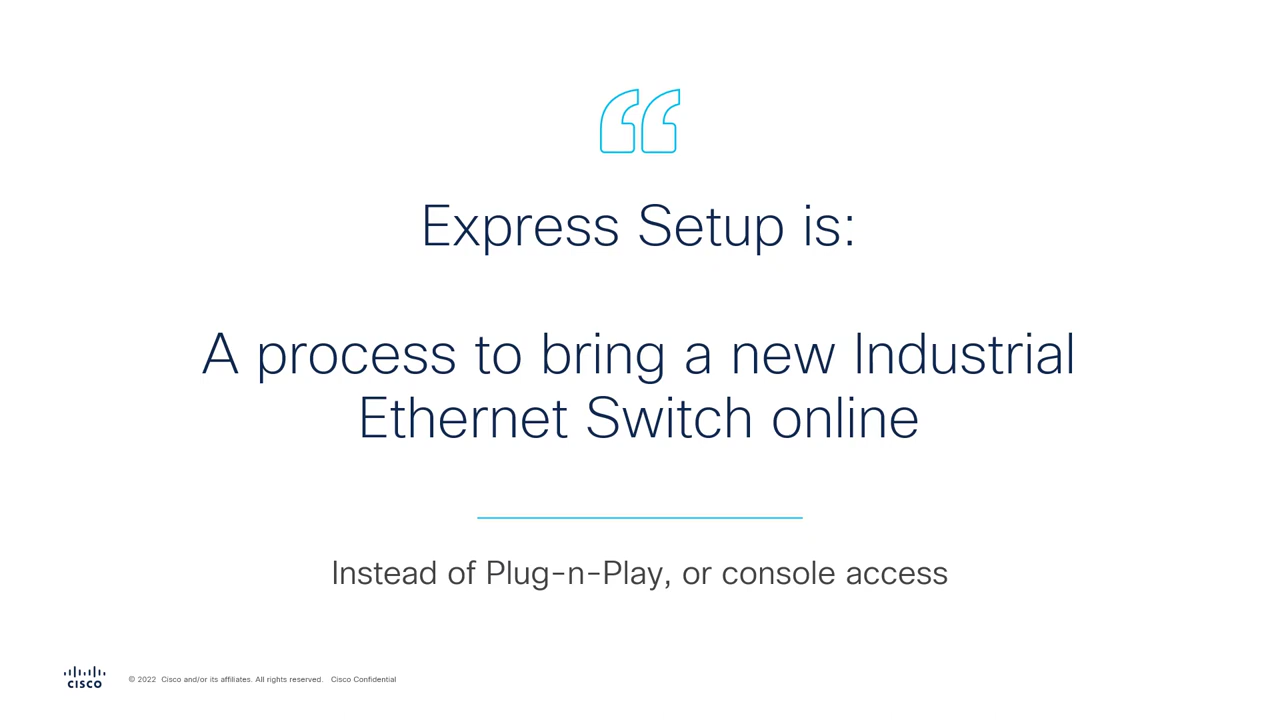 Express Setup is:
A process to bring a new Industrial
Ethernet Switch online
Instead of Plug-n-Play, or console access
CISCO
© 2022 Cisco and/or its affiliates. All rights reserved. Cisco Confidential